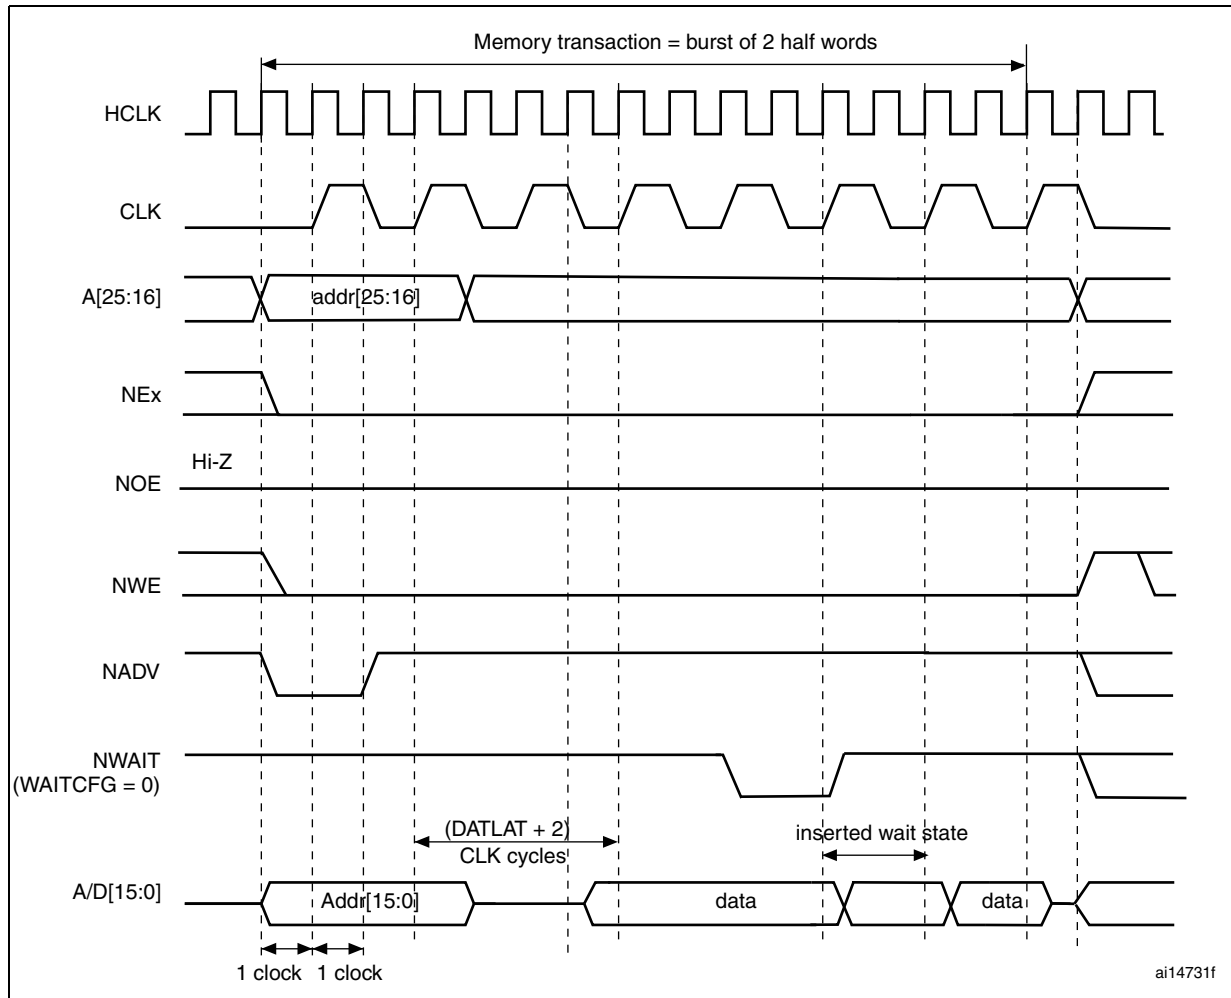 Memory transaction = burst of 2 half words
HCLK
CLK
A[25:16]
addr[25:16]
NEx
Hi-Z
NOE
NWE
NADV
NWAIT
(WAITCFG = 0)
(DATLAT + 2)
CLK cycles
inserted wait state
A/D[15:0]
Addr[15:0]
data
data
1 clock
1 clock
ai14731f